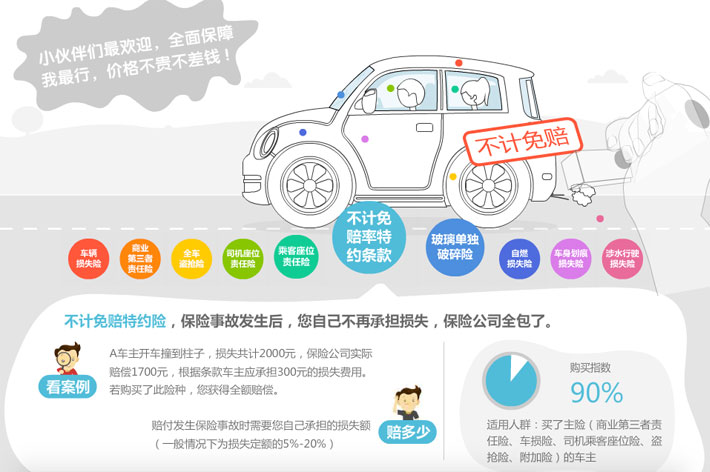 小伙伴们最欢迎，全面保障
我最行，价格不贵不差钱！
不计免赔
车辆
损失险
商业
第三者
责任险
全车
盗抢险
司机座位
责任险
乘客座位
责任险
不计免
赔率特
约条款
玻璃单独
破碎险
自燃
损失险
车身划痕
损失险
涉水行驶
损失险
不计免赔特约险，保险事故发生后，您自己不再承担损失，保险公司全包了。
看案例
A车主开车撞到柱子，损失共计2000元，保险公司实际
赔偿1700元，根据条款车主应承担300元的损失费用。
若购买了此险种，您获得全额赔偿。
赔付发生保险事故时需要您自己承担的损失额
（一般情况下为损失定额的5%-20%）
赔多少
购买指数
90%
适用人群：买了主险（商业第三者责
任险、车损险、司机乘客座位险、盗
抢险、附加险）的车主